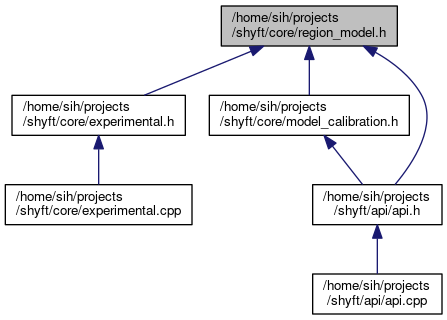 /home/sih/projects
/shyft/core/region_model.h
/home/sih/projects
/shyft/core/experimental.h
/home/sih/projects
/shyft/core/model_calibration.h
/home/sih/projects
/shyft/core/experimental.cpp
/home/sih/projects
/shyft/api/api.h
/home/sih/projects
/shyft/api/api.cpp